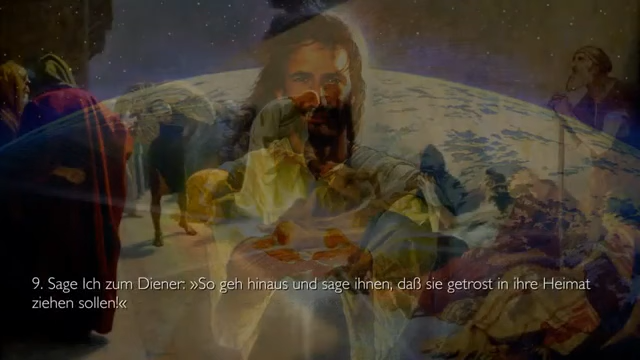 9. Sage Ich zum Diener: »So geh hinaus und sage ihnen, daß sie getrost in ihre Heimat
ziehen sollen!«